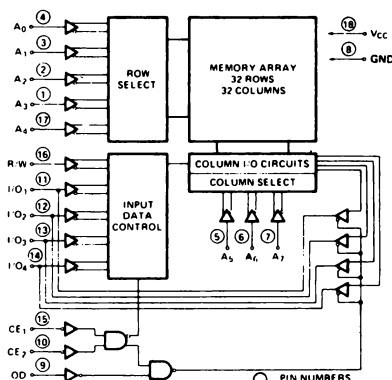 ④ A0
③ A1
② A2
① A3
⑰ A4
ROW SELECT
MEMORY ARRAY
32 ROWS
32 COLUMNS
⑱ VCC
⑧ GND
⑯ R/W
⑪ I/O1
⑫ I/O2
⑬ I/O3
⑭ I/O4
INPUT
DATA
CONTROL
COLUMN I/O CIRCUITS
COLUMN SELECT
⑤ ⑥ ⑦
A5 A6 A7
⑮ CE1
⑩ CE2
⑨ OD
PIN NUMBERS